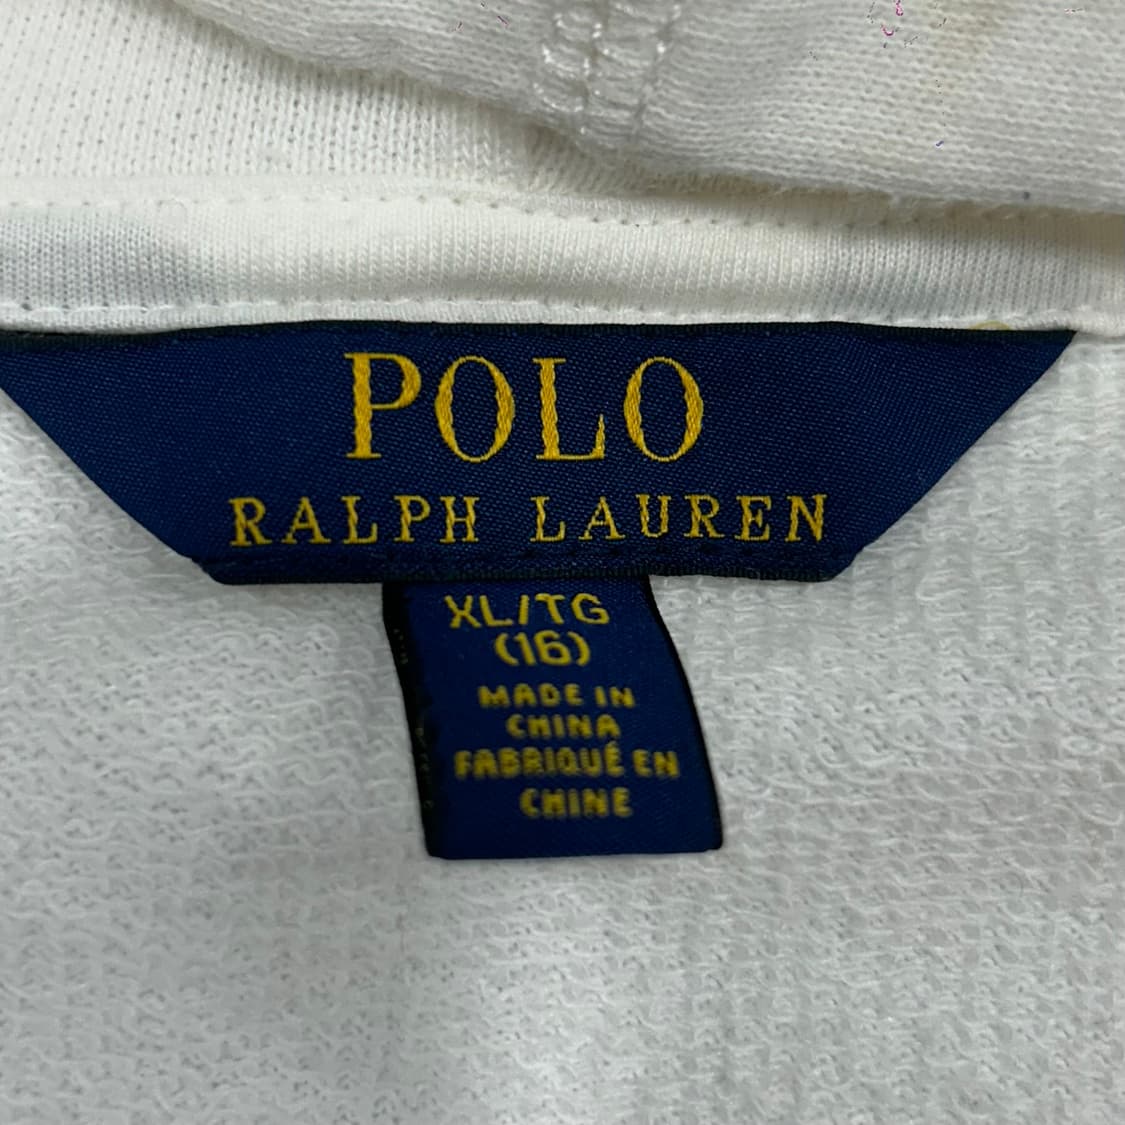 POLO
RALPH LAUREN
XL/TG
(16)
MADE IN
CHINA
FABRIQUÉ EN
CHINE